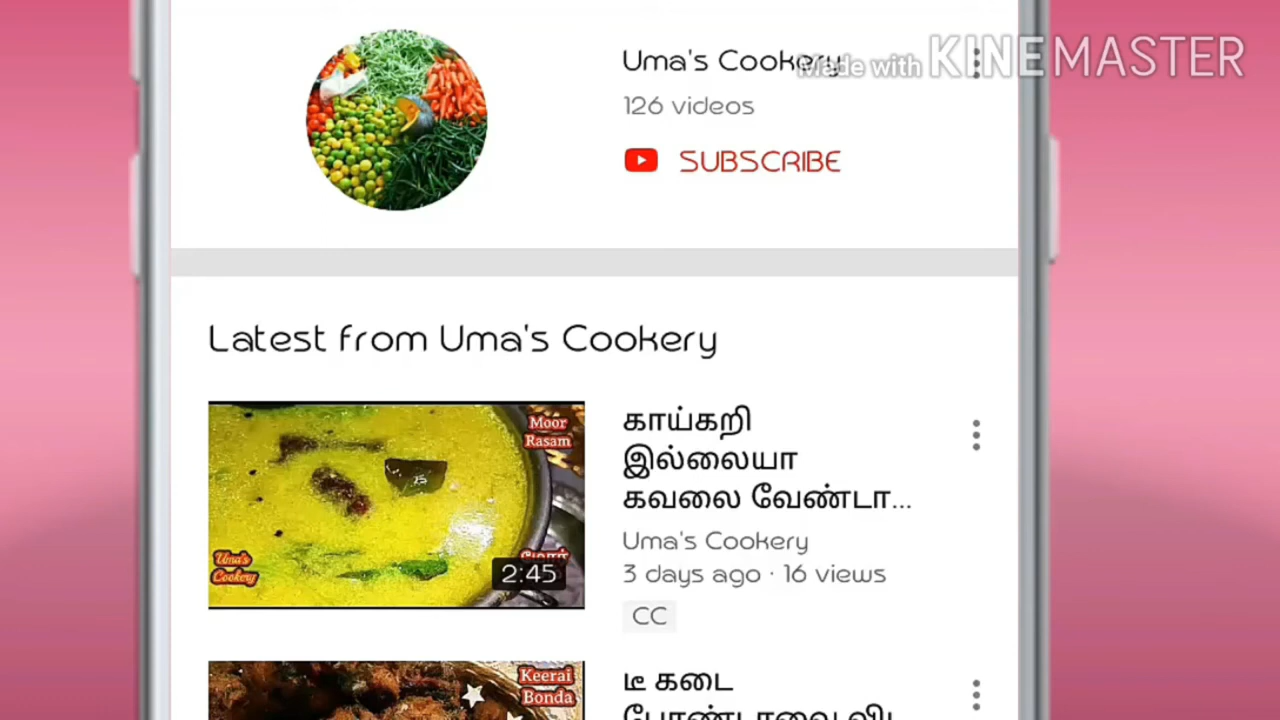 Uma's Cookery
Made with KINEMASTER
126 videos
SUBSCRIBE
Latest from Uma's Cookery
Moor
Rasam
Uma's
Cookery
மோர்
2:45
காய்கறி
இல்லையா
கவலை வேண்டா...
Uma's Cookery
3 days ago · 16 views
CC
Keerai
Bonda
டீ கடை